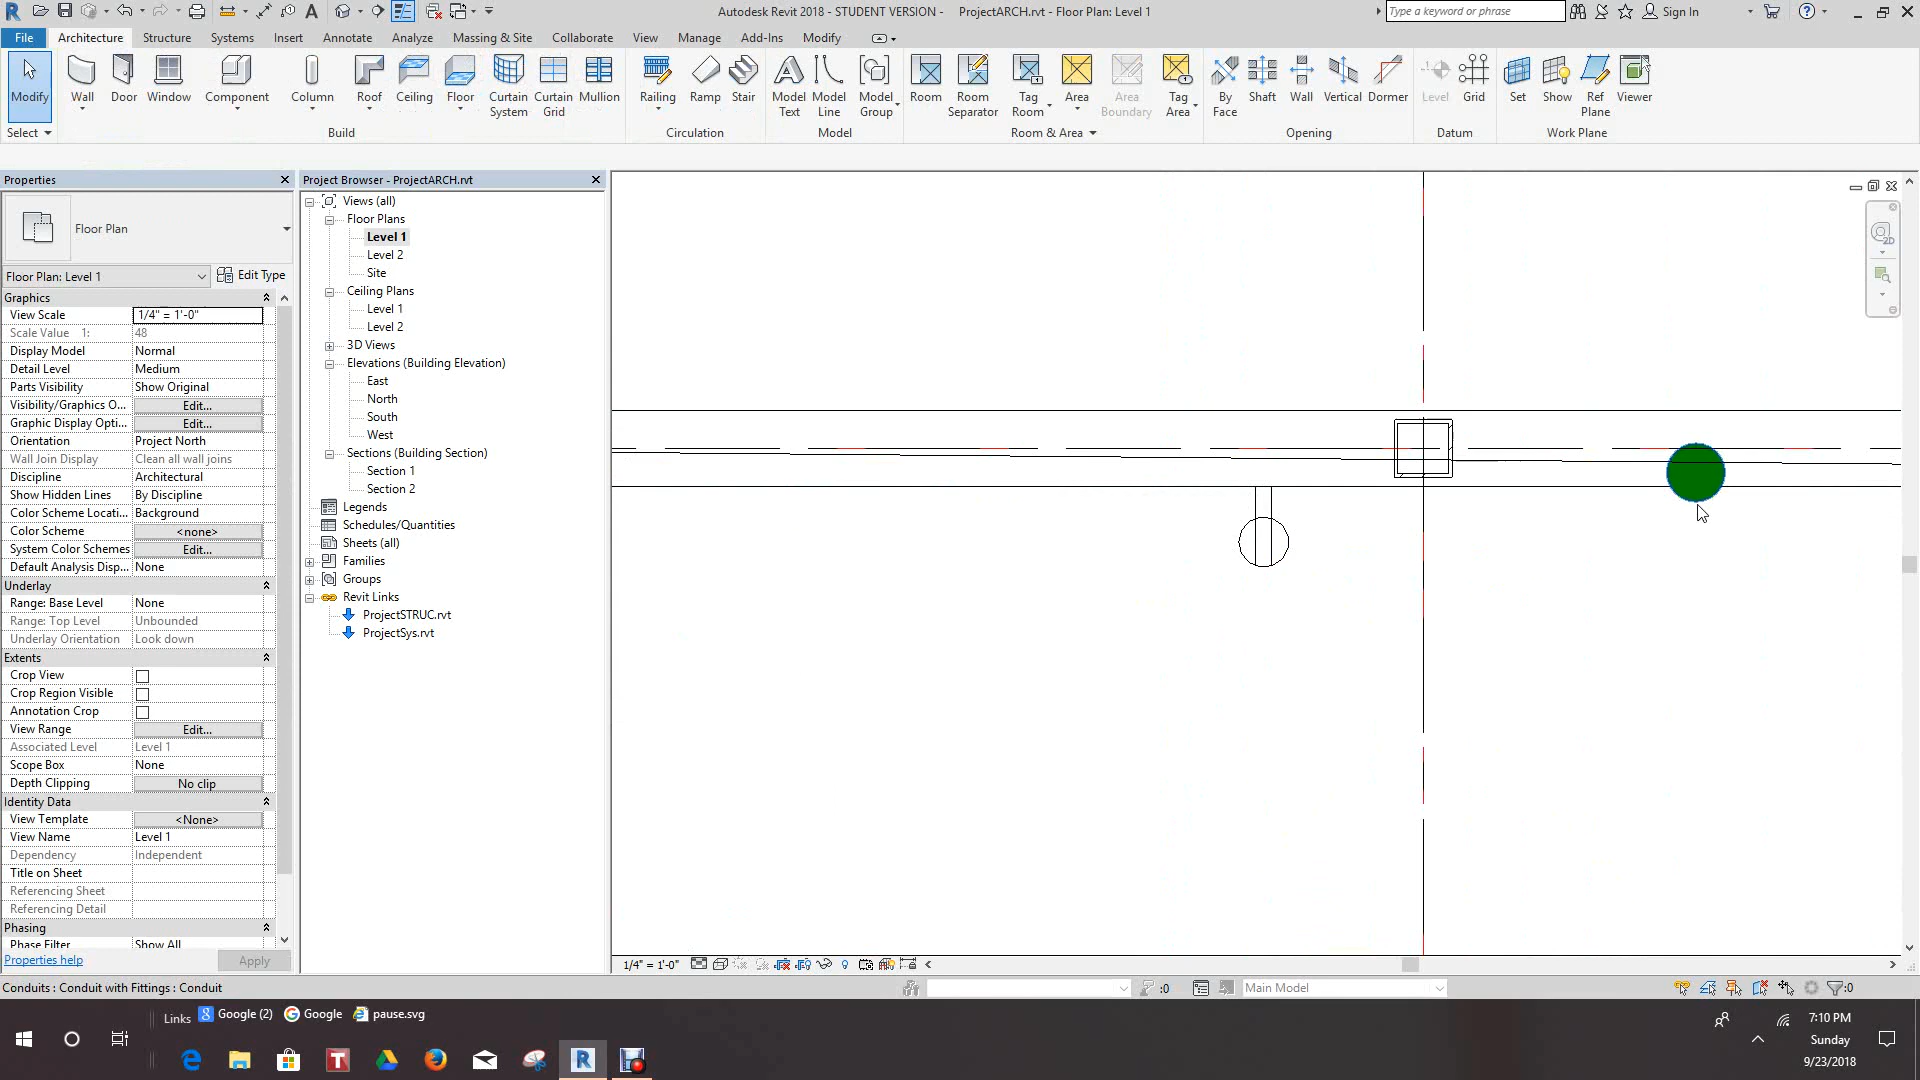 Autodesk Revit 2018 - STUDENT VERSION - ProjectARCH.rvt - Floor Plan: Level 1
Type a keyword or phrase
Sign In
File Architecture Structure Systems Insert Annotate Analyze Massing & Site Collaborate View Manage Add-Ins Modify
Modify Wall Door Window Component Column Roof Ceiling Floor Curtain System Curtain Grid Mullion Railing Ramp Stair Model Text Model Line Model Group Room Room Separator Tag Room Area Area Boundary Tag Area By Face Shaft Wall Vertical Dormer Level Grid Set Show Ref Plane Viewer
Select Build Circulation Model Room & Area Opening Datum Work Plane
Properties
Floor Plan
Floor Plan: Level 1 Edit Type
Graphics
View Scale 1/4" = 1'-0"
Scale Value 1: 48
Display Model Normal
Detail Level Medium
Parts Visibility Show Original
Visibility/Graphics O... Edit...
Graphic Display Opti... Edit...
Orientation Project North
Wall Join Display Clean all wall joins
Discipline Architectural
Show Hidden Lines By Discipline
Color Scheme Locati... Background
Color Scheme <none>
System Color Schemes Edit...
Default Analysis Disp... None
Underlay
Range: Base Level None
Range: Top Level Unbounded
Underlay Orientation Look down
Extents
Crop View
Crop Region Visible
Annotation Crop
View Range Edit...
Associated Level Level 1
Scope Box None
Depth Clipping No clip
Identity Data
View Template <None>
View Name Level 1
Dependency Independent
Title on Sheet
Referencing Sheet
Referencing Detail
Phasing
Phase Filter Show All
Properties help Apply
Project Browser - ProjectARCH.rvt
Views (all)
Floor Plans
Level 1
Level 2
Site
Ceiling Plans
Level 1
Level 2
3D Views
Elevations (Building Elevation)
East
North
South
West
Sections (Building Section)
Section 1
Section 2
Legends
Schedules/Quantities
Sheets (all)
Families
Groups
Revit Links
ProjectSTRUC.rvt
ProjectSys.rvt
2D
1/4" = 1'-0"
Conduits : Conduit with Fittings : Conduit
:0
Main Model
:0
Links Google (2) Google pause.svg
7:10 PM
Sunday
9/23/2018